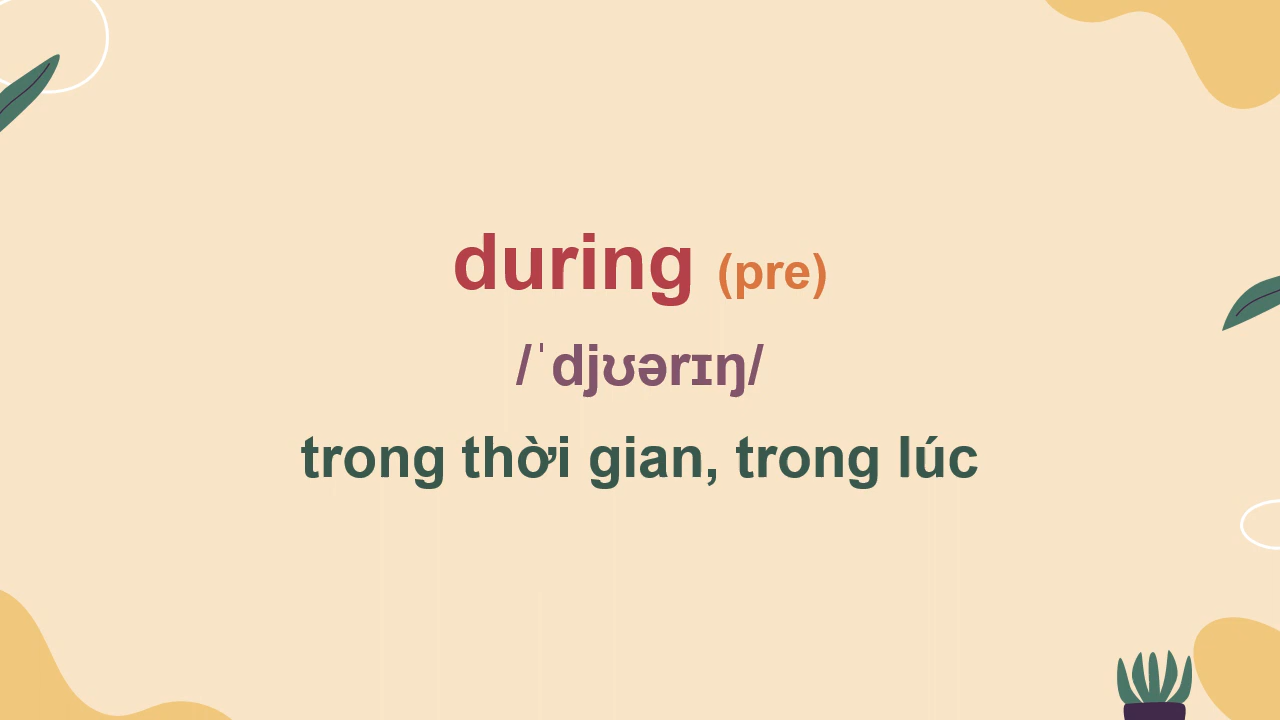 during (pre)
/ˈdjʊərɪŋ/
trong thời gian, trong lúc